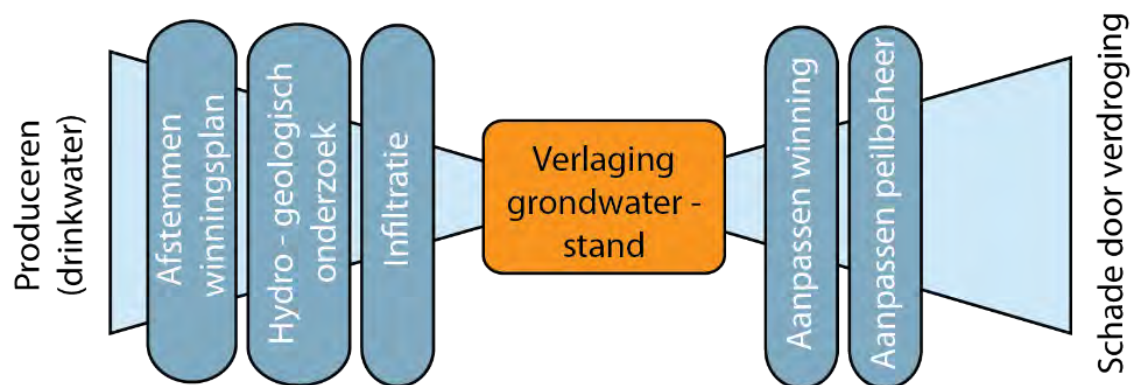 Produceren
(drinkwater)
Afstemmen
winningsplan
Hydro - geologisch
onderzoek
Infiltratie
Verlaging
grondwater -
stand
Aanpassen winning
Aanpassen peilbeheer
Schade door verdroging